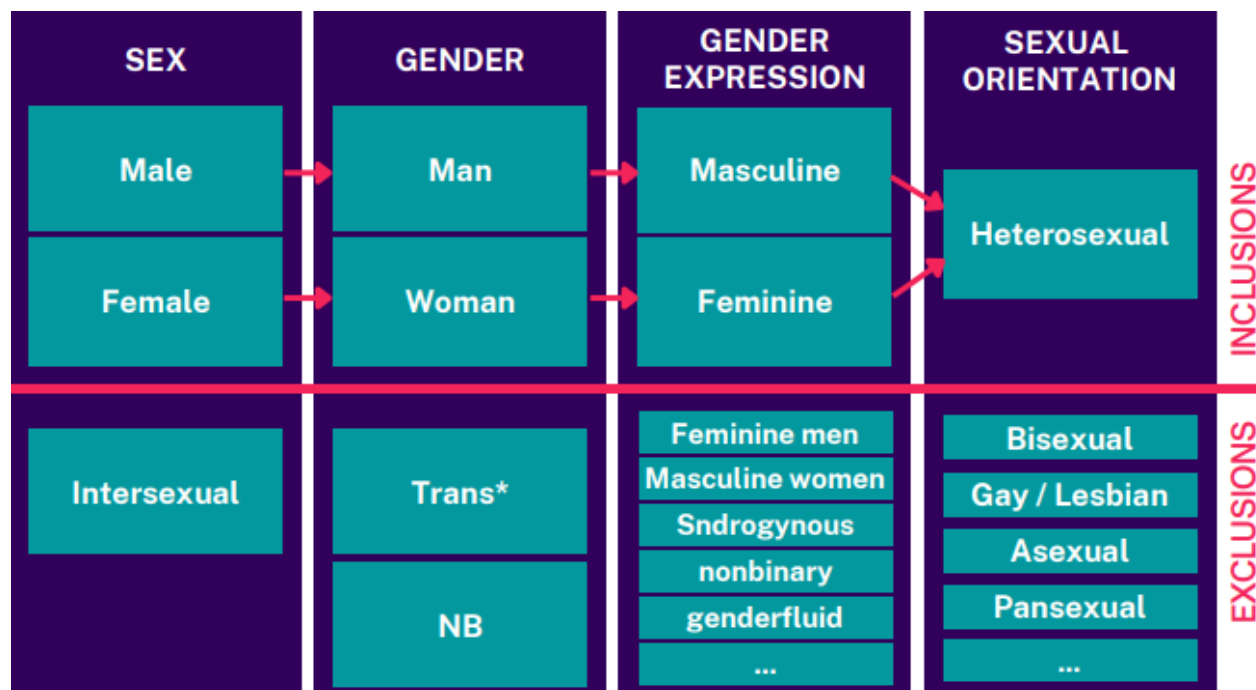 SEX
GENDER
GENDER
EXPRESSION
SEXUAL
ORIENTATION
Male
Man
Masculine
Heterosexual
Female
Woman
Feminine
INCLUSIONS
Intersexual
Trans*
NB
Feminine men
Masculine women
Sndrogynous
nonbinary
genderfluid
...
Bisexual
Gay / Lesbian
Asexual
Pansexual
...
EXCLUSIONS